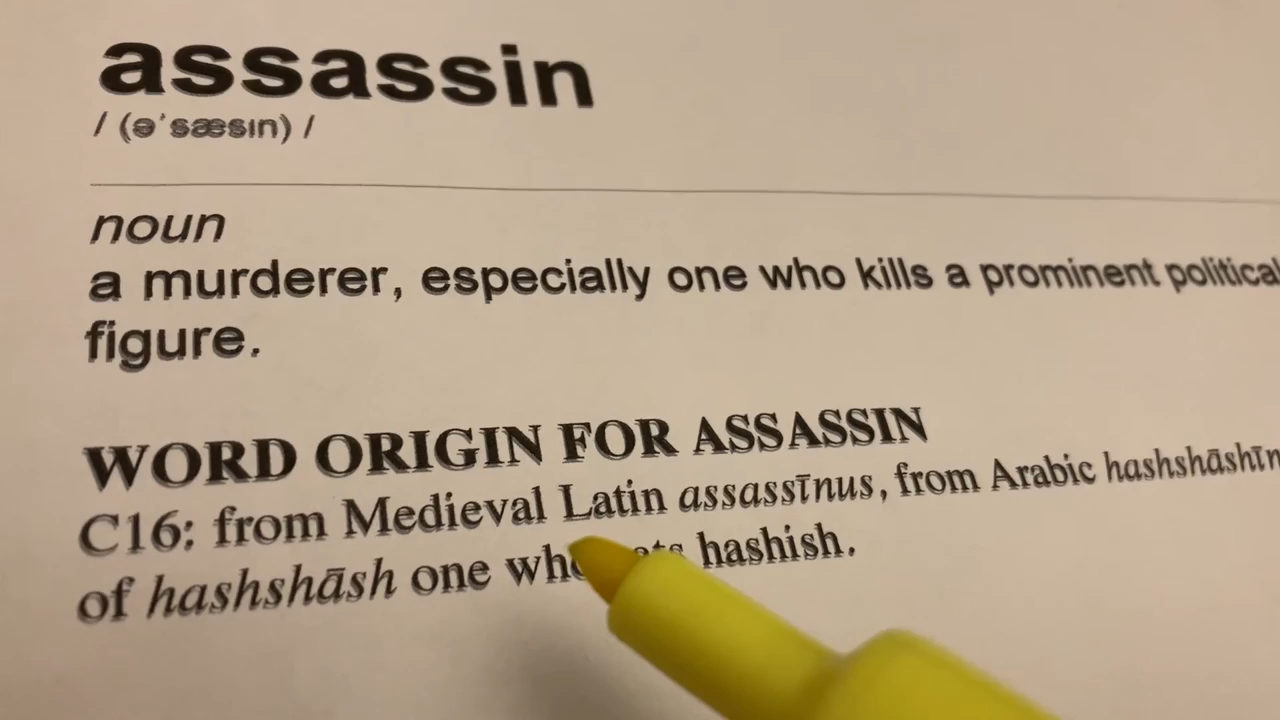 assassin
/ (əˈsæsɪn) /
noun
a murderer, especially one who kills a prominent political
figure.
WORD ORIGIN FOR ASSASSIN
C16: from Medieval Latin assassīnus, from Arabic hashshāshīn
of hashshāsh one who hashish.